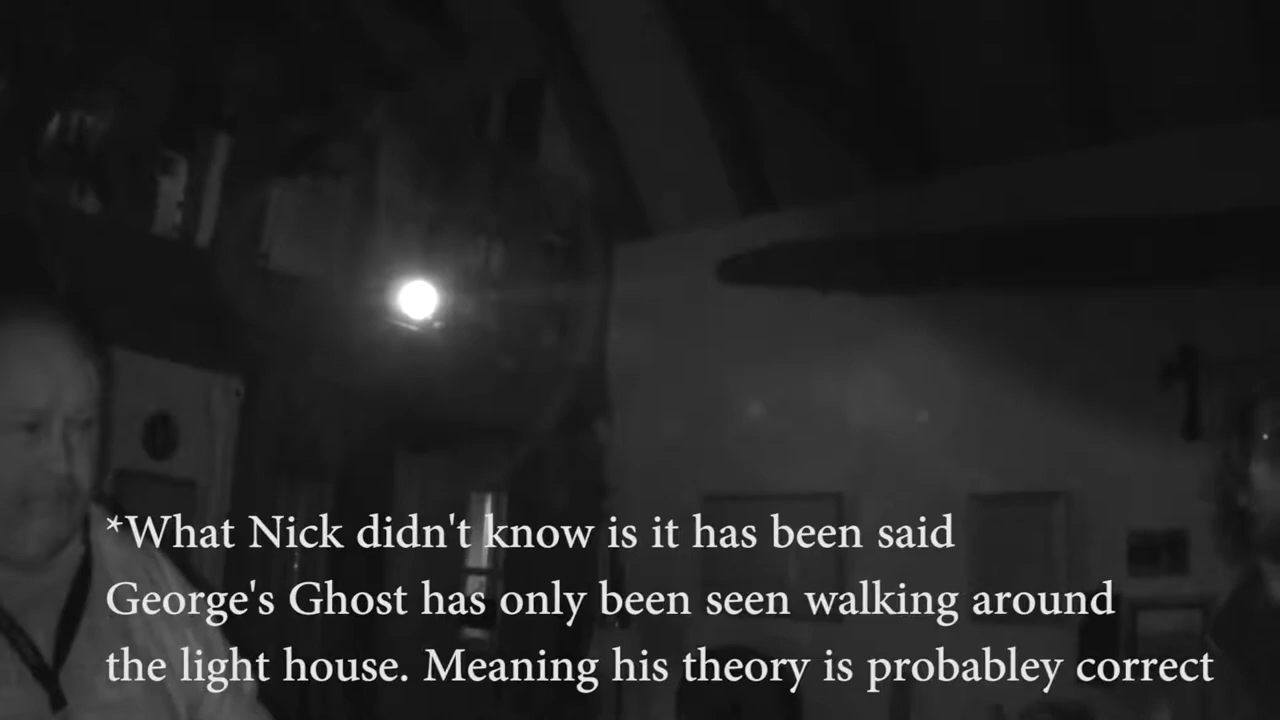 *What Nick didn't know is it has been said
George's Ghost has only been seen walking around
the light house. Meaning his theory is probabley correct